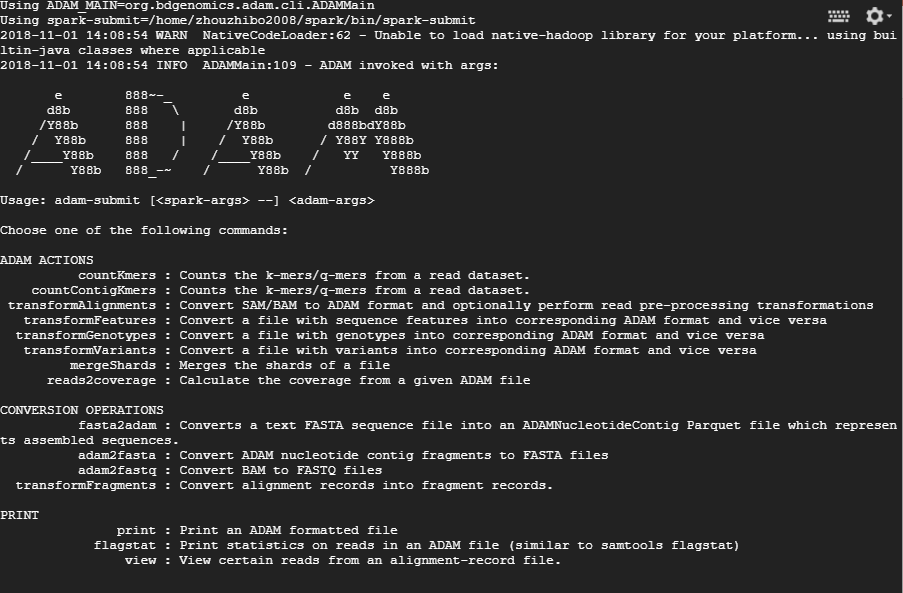 Using ADAM_MAIN=org.bdgenomics.adam.cli.ADAMMain
Using spark-submit=/home/zhouzhibo2008/spark/bin/spark-submit
2018-11-01 14:08:54 WARN  NativeCodeLoader:62 - Unable to load native-hadoop library for your platform... using bui
ltin-java classes where applicable
2018-11-01 14:08:54 INFO  ADAMMain:109 - ADAM invoked with args:

       e        888~-_         e            e    e
      d8b       888   \       d8b          d8b  d8b
     /Y88b      888    |     /Y88b        d888bdY88b
    /  Y88b     888    |    /  Y88b      / Y88Y Y888b
   /____Y88b    888   /    /____Y88b    /   YY   Y888b
  /      Y88b   888_-~    /      Y88b  /          Y888b

Usage: adam-submit [<spark-args> --] <adam-args>

Choose one of the following commands:

ADAM ACTIONS
          countKmers : Counts the k-mers/q-mers from a read dataset.
    countContigKmers : Counts the k-mers/q-mers from a read dataset.
 transformAlignments : Convert SAM/BAM to ADAM format and optionally perform read pre-processing transformations
   transformFeatures : Convert a file with sequence features into corresponding ADAM format and vice versa
  transformGenotypes : Convert a file with genotypes into corresponding ADAM format and vice versa
   transformVariants : Convert a file with variants into corresponding ADAM format and vice versa
         mergeShards : Merges the shards of a file
      reads2coverage : Calculate the coverage from a given ADAM file

CONVERSION OPERATIONS
          fasta2adam : Converts a text FASTA sequence file into an ADAMNucleotideContig Parquet file which represen
ts assembled sequences.
          adam2fasta : Convert ADAM nucleotide contig fragments to FASTA files
          adam2fastq : Convert BAM to FASTQ files
  transformFragments : Convert alignment records into fragment records.

PRINT
               print : Print an ADAM formatted file
            flagstat : Print statistics on reads in an ADAM file (similar to samtools flagstat)
                view : View certain reads from an alignment-record file.